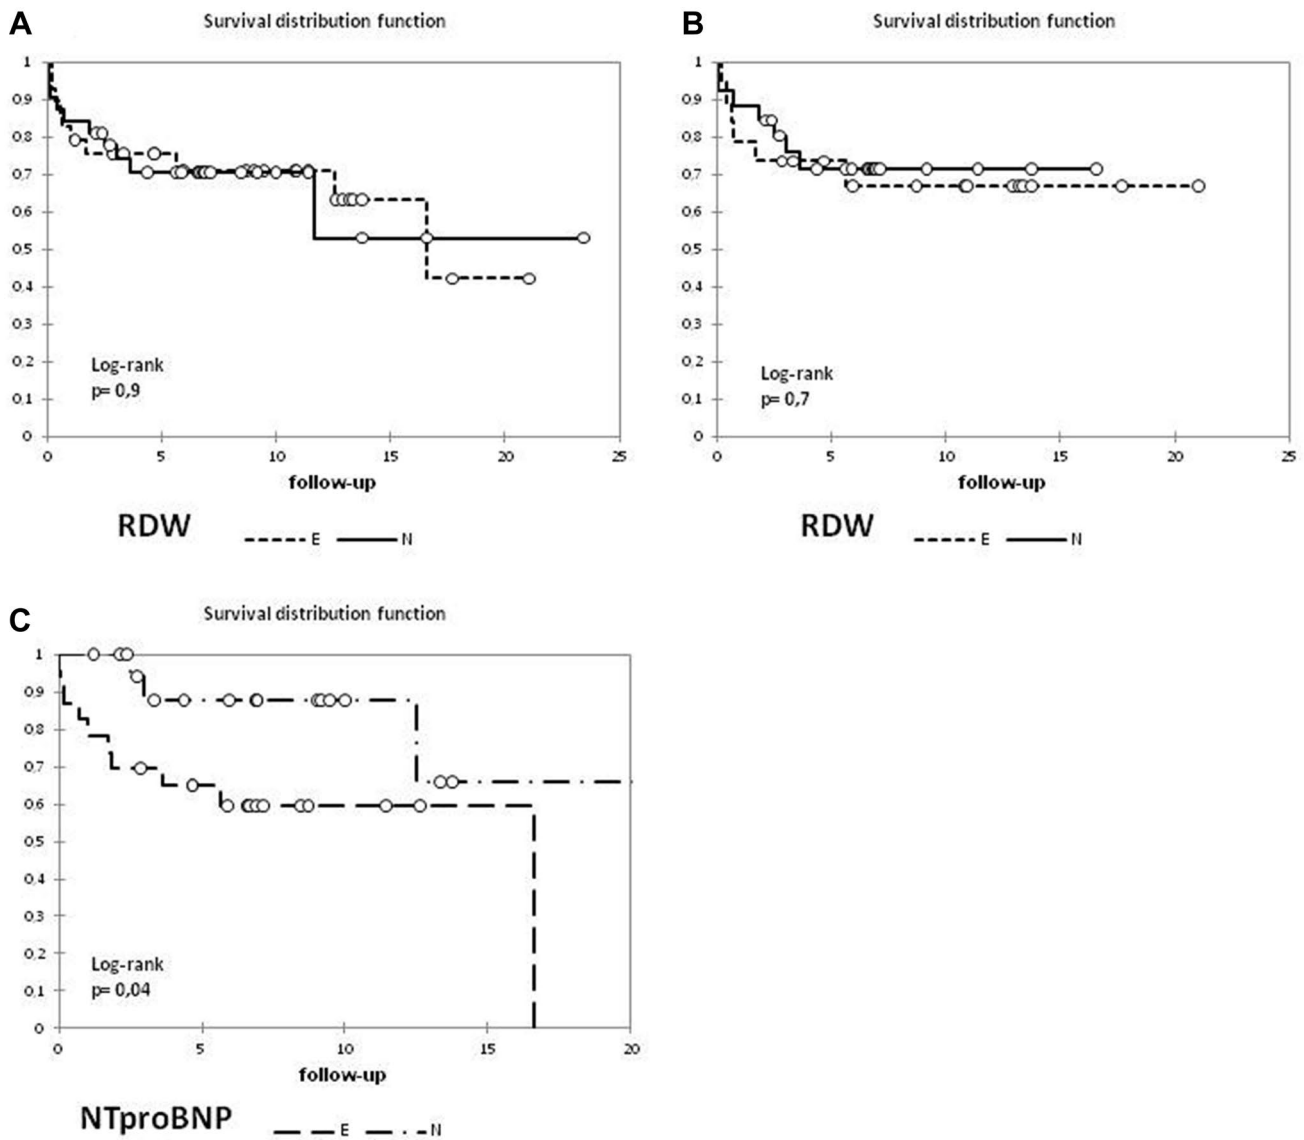 A
Survival distribution function
1
0,9
0,8
0,7
0,6
0,5
0,4
0,3
0,2
0,1
0
Log-rank
p= 0,9
0 5 10 15 20 25
follow-up
RDW E N
B
Survival distribution function
1
0,9
0,8
0,7
0,6
0,5
0,4
0,3
0,2
0,1
0
Log-rank
p= 0,7
0 5 10 15 20 25
follow-up
RDW E N
C
Survival distribution function
1
0,9
0,8
0,7
0,6
0,5
0,4
0,3
0,2
0,1
0
Log-rank
p= 0,04
0 5 10 15 20
follow-up
NTproBNP E N